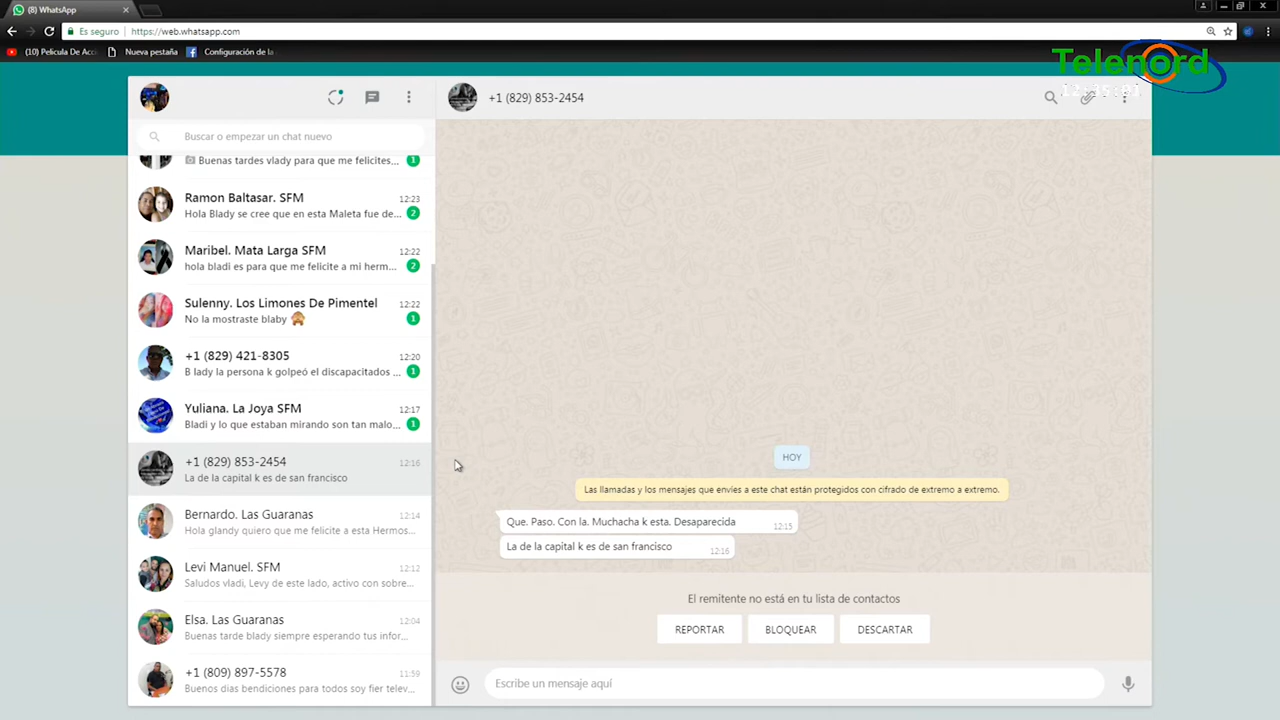 (8) WhatsApp
Es seguro
https://web.whatsapp.com
(10) Pelicula De Acci
Nueva pestaña
Configuración de la
Telenord
12:35:01
+1 (829) 853-2454
Buscar o empezar un chat nuevo
Buenas tardes vlady para que me felicites...
1
Ramon Baltasar. SFM
12:23
Hola Blady se cree que en esta Maleta fue de...
2
Maribel. Mata Larga SFM
12:22
hola bladi es para que me felicite a mi herm...
2
Sulenny. Los Limones De Pimentel
12:22
No la mostraste blaby 🙈
1
+1 (829) 421-8305
12:20
B lady la persona k golpeó el discapacitados ...
1
Yuliana. La Joya SFM
12:17
Bladi y lo que estaban mirando son tan malo...
1
+1 (829) 853-2454
12:16
La de la capital k es de san francisco
Bernardo. Las Guaranas
12:14
Hola glandy quiero que me felicite a esta Hermos...
Levi Manuel. SFM
12:12
Saludos vladi, Levy de este lado, activo con sobre...
Elsa. Las Guaranas
12:04
Buenas tarde blady siempre esperando tus infor...
+1 (809) 897-5578
11:59
Buenos dias bendiciones para todos soy fier telev...
HOY
Las llamadas y los mensajes que envíes a este chat están protegidos con cifrado de extremo a extremo.
Que. Paso. Con la. Muchacha k esta. Desaparecida
12:15
La de la capital k es de san francisco
12:16
El remitente no está en tu lista de contactos
REPORTAR
BLOQUEAR
DESCARTAR
Escribe un mensaje aquí